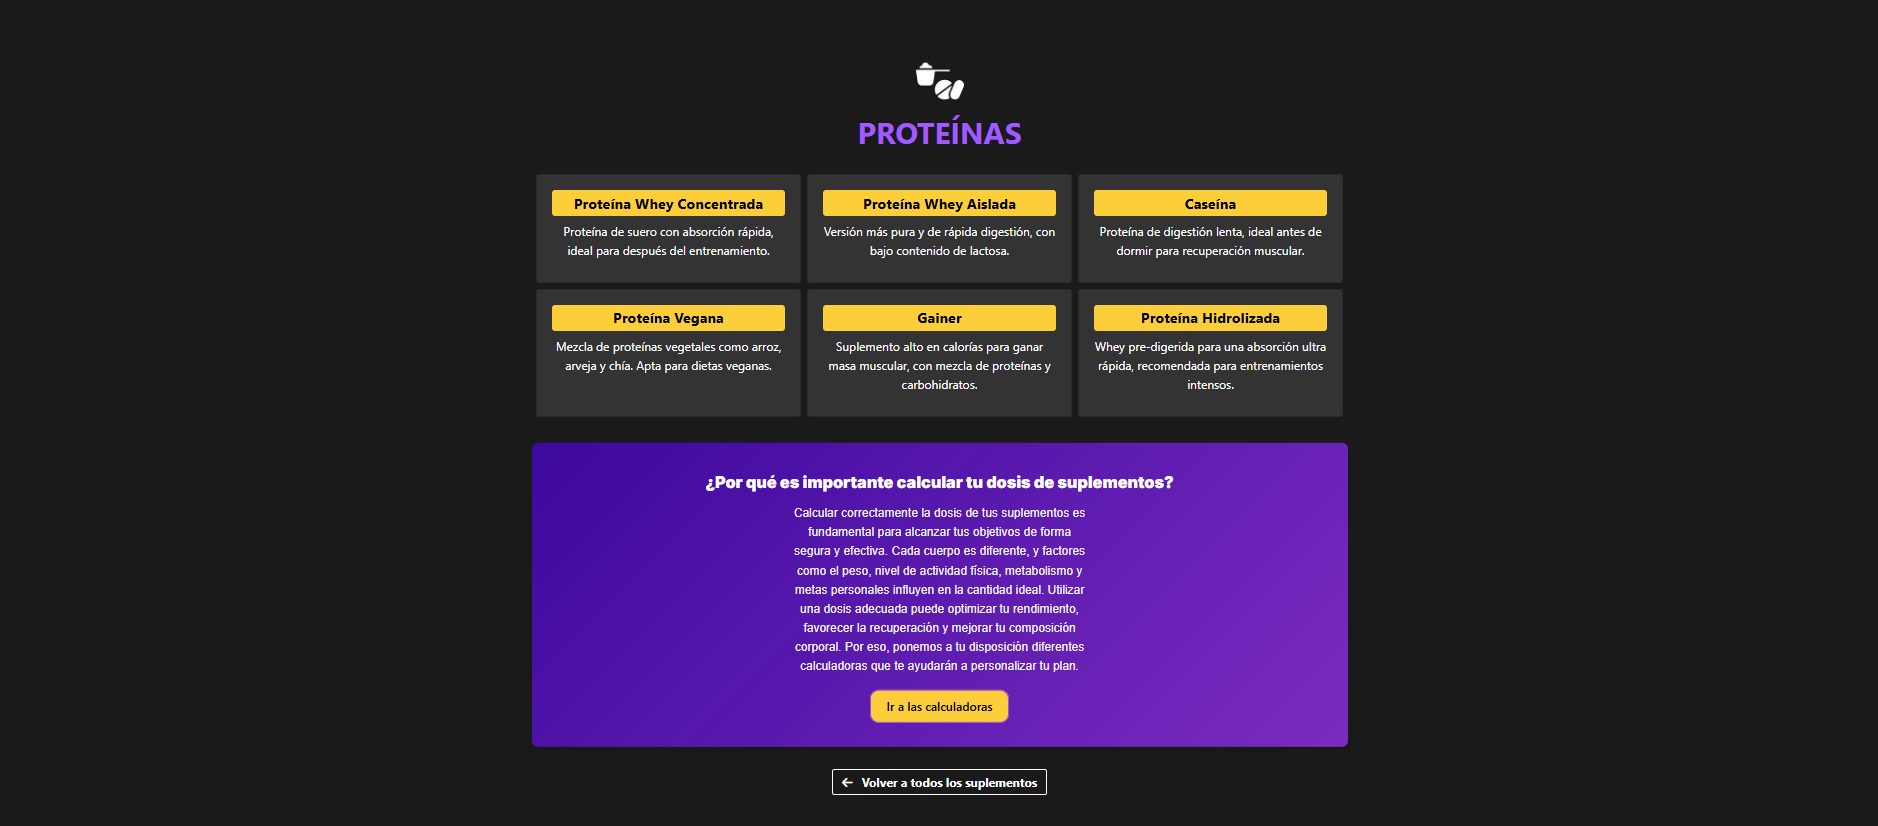 PROTEÍNAS
Proteína Whey Concentrada
Proteína de suero con absorción rápida,
ideal para después del entrenamiento.
Proteína Whey Aislada
Versión más pura y de rápida digestión, con
bajo contenido de lactosa.
Caseína
Proteína de digestión lenta, ideal antes de
dormir para recuperación muscular.
Proteína Vegana
Mezcla de proteínas vegetales como arroz,
arveja y chía. Apta para dietas veganas.
Gainer
Suplemento alto en calorías para ganar
masa muscular, con mezcla de proteínas y
carbohidratos.
Proteína Hidrolizada
Whey pre-digerida para una absorción ultra
rápida, recomendada para entrenamientos
intensos.
¿Por qué es importante calcular tu dosis de suplementos?
Calcular correctamente la dosis de tus suplementos es
fundamental para alcanzar tus objetivos de forma
segura y efectiva. Cada cuerpo es diferente, y factores
como el peso, nivel de actividad física, metabolismo y
metas personales influyen en la cantidad ideal. Utilizar
una dosis adecuada puede optimizar tu rendimiento,
favorecer la recuperación y mejorar tu composición
corporal. Por eso, ponemos a tu disposición diferentes
calculadoras que te ayudarán a personalizar tu plan.
Ir a las calculadoras
← Volver a todos los suplementos